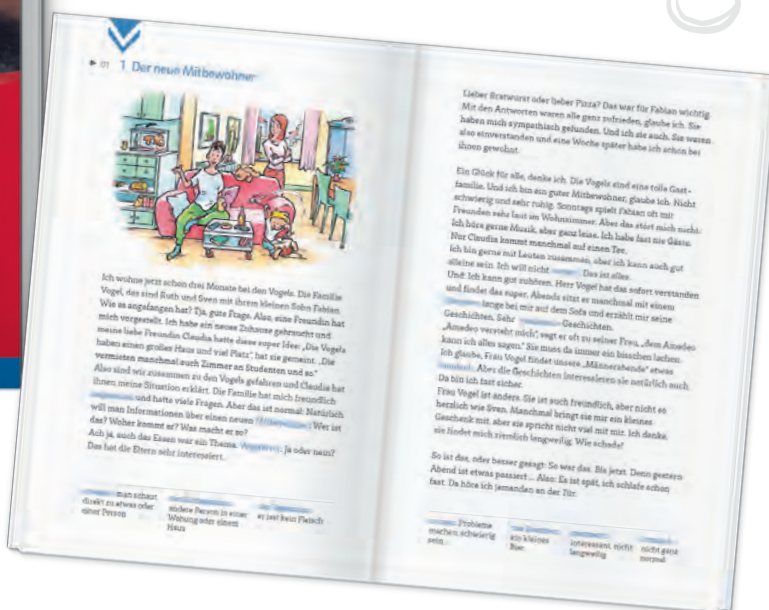 01 1 Der neue Mitbewohner
Ich wohne jetzt schon drei Monate bei den Vogels. Die Familie
Vogel, das sind Ruth und Sven mit ihrem kleinen Sohn Fabian.
Wie es angefangen hat? Tja, gute Frage. Also, eine Freundin hat
mich vorgestellt. Ich habe ein neues Zuhause gebraucht und
meine liebe Freundin Claudia hatte diese super Idee: „Die Vogels
haben einen großes Haus und viel Platz“, hat sie gemeint. „Die
vermieten manchmal auch Zimmer an Studenten und so.“
Also sind wir zusammen zu den Vogels gefahren und Claudia hat
ihnen meine Situation erklärt. Die Familie hat mich freundlich
und hatte viele Fragen. Aber das ist normal: Natürlich
will man Informationen über einen neuen Mitbewohner: Wer ist
das? Woher kommt er? Was macht er so?
Ach ja, auch das Essen war ein Thema. Ja oder nein?
Das hat die Eltern sehr interessiert.
man schaut
direkt zu etwas oder
einer Person
andere Person in einer
Wohung oder einem
Haus
er isst kein Fleisch
Lieber Bratwurst oder lieber Pizza? Das war für Fabian wichtig.
Mit den Antworten waren alle ganz zufrieden, glaube ich. Sie
haben mich sympathisch gefunden. Und ich sie auch. Sie waren
also einverstanden und eine Woche später habe ich schon bei
ihnen gewohnt.
Ein Glück für alle, denke ich. Die Vogels sind eine tolle Gast-
familie. Und ich bin ein guter Mitbewohner, glaube ich. Nicht
schwierig und sehr ruhig. Sonntags spielt Fabian oft mit
Freunden sehr laut im Wohnzimmer. Aber das stört mich nicht.
Ich höre gerne Musik, aber ganz leise. Ich habe fast nie Gäste.
Nur Claudia kommt manchmal auf einen Tee.
Ich bin gerne mit Leuten zusammen, aber ich kann auch gut
alleine sein. Ich will nicht Das ist alles.
Und: Ich kann gut zuhören. Herr Vogel hat das sofort verstanden
und findet das super. Abends sitzt er manchmal mit einem
lange bei mir auf dem Sofa und erzählt mir seine
Geschichten. Sehr Geschichten.
„Amedeo versteht mich“, sagt er oft zu seiner Frau, „dem Amedeo
kann ich alles sagen.“ Sie muss da immer ein bisschen lachen.
Ich glaube, Frau Vogel findet unsere „Männerabende“ etwas
Aber die Geschichten interessieren sie natürlich auch.
Da bin ich fast sicher.
Frau Vogel ist anders. Sie ist auch freundlich, aber nicht so
herzlich wie Sven. Manchmal bringt sie mir ein kleines
Geschenk mit, aber sie spricht nicht viel mit mir. Ich denke,
sie findet mich ziemlich langweilig. Wie schade!
So ist das, oder besser gesagt: So war das. Bis jetzt. Denn gestern
Abend ist etwas passiert ... Also: Es ist spät, ich schlafe schon
fast. Da höre ich jemanden an der Tür.
Probleme
machen, schwierig
sein
ein kleines
Bier
interessant, nicht
langweilig
nicht ganz
normal